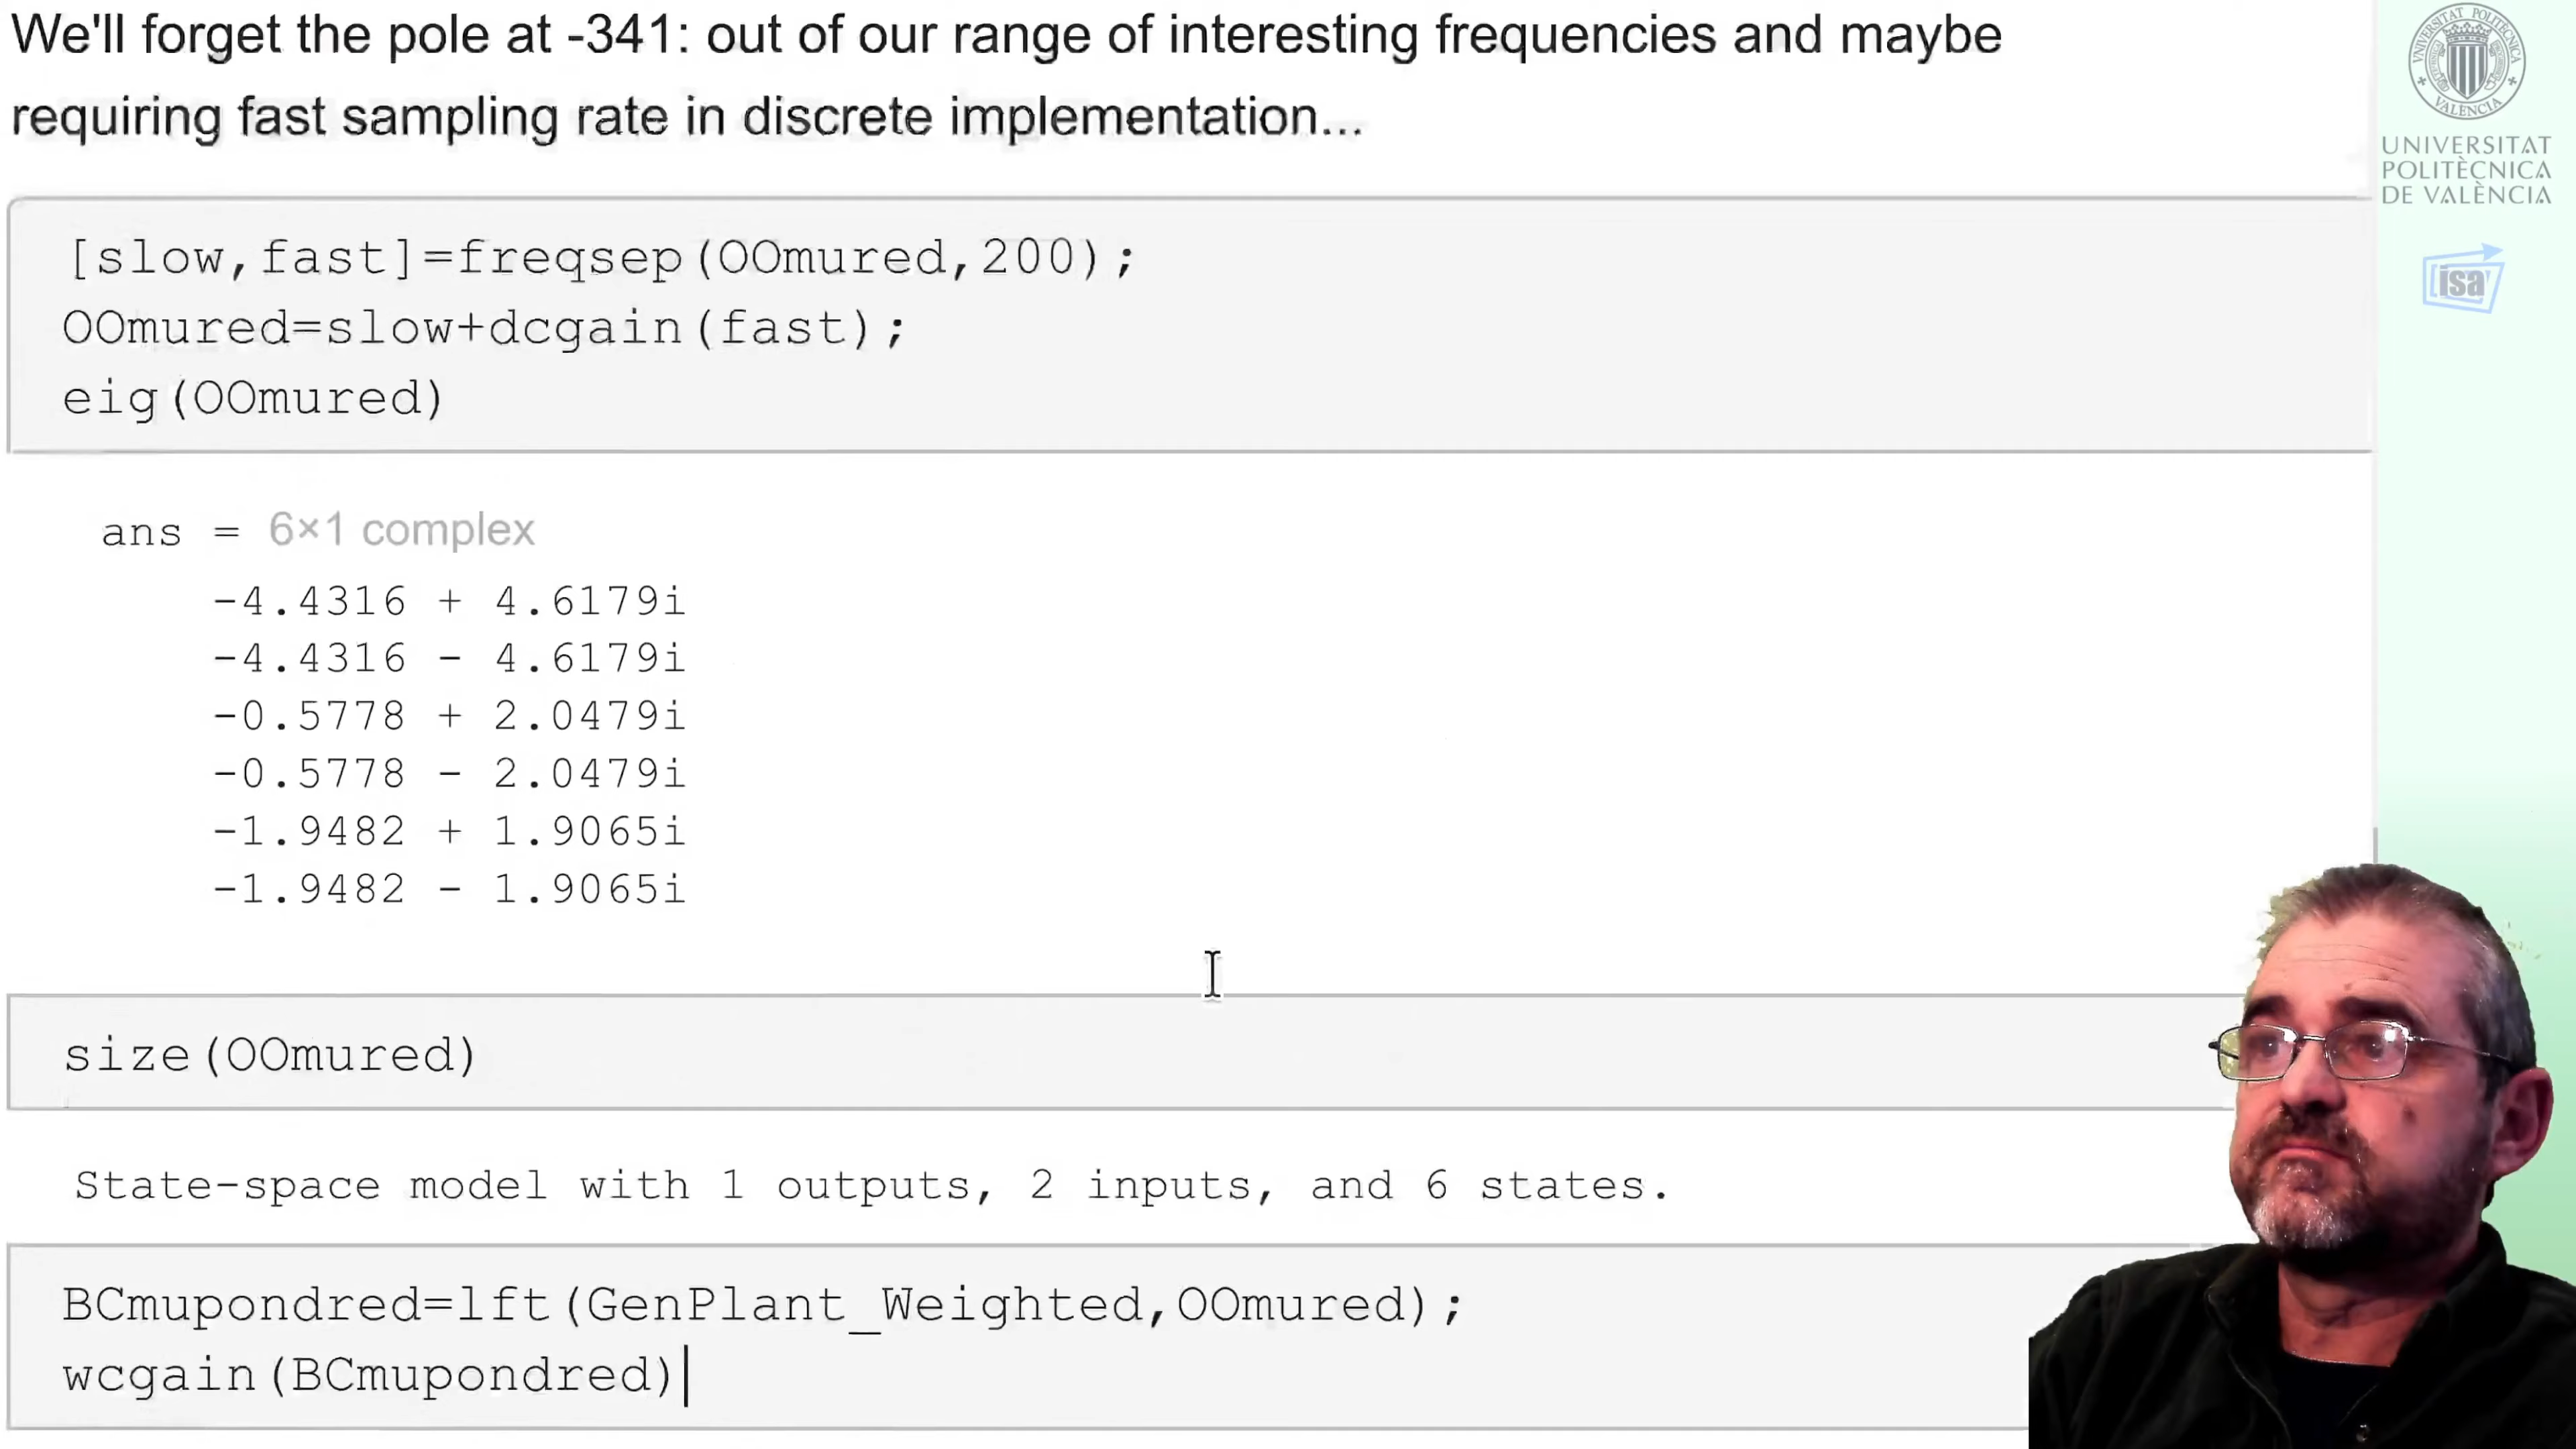 We'll forget the pole at -341: out of our range of interesting frequencies and maybe
requiring fast sampling rate in discrete implementation...
UNIVERSITAT POLITÈCNICA
VALÈNCIA
UNIVERSITAT
POLITÈCNICA
DE VALÈNCIA
isa
[slow,fast]=freqsep(OOmured,200);
OOmured=slow+dcgain(fast);
eig(OOmured)
ans = 6×1 complex
-4.4316 + 4.6179i
-4.4316 - 4.6179i
-0.5778 + 2.0479i
-0.5778 - 2.0479i
-1.9482 + 1.9065i
-1.9482 - 1.9065i
size(OOmured)
State-space model with 1 outputs, 2 inputs, and 6 states.
BCmupondred=lft(GenPlant_Weighted,OOmured);
wcgain(BCmupondred)